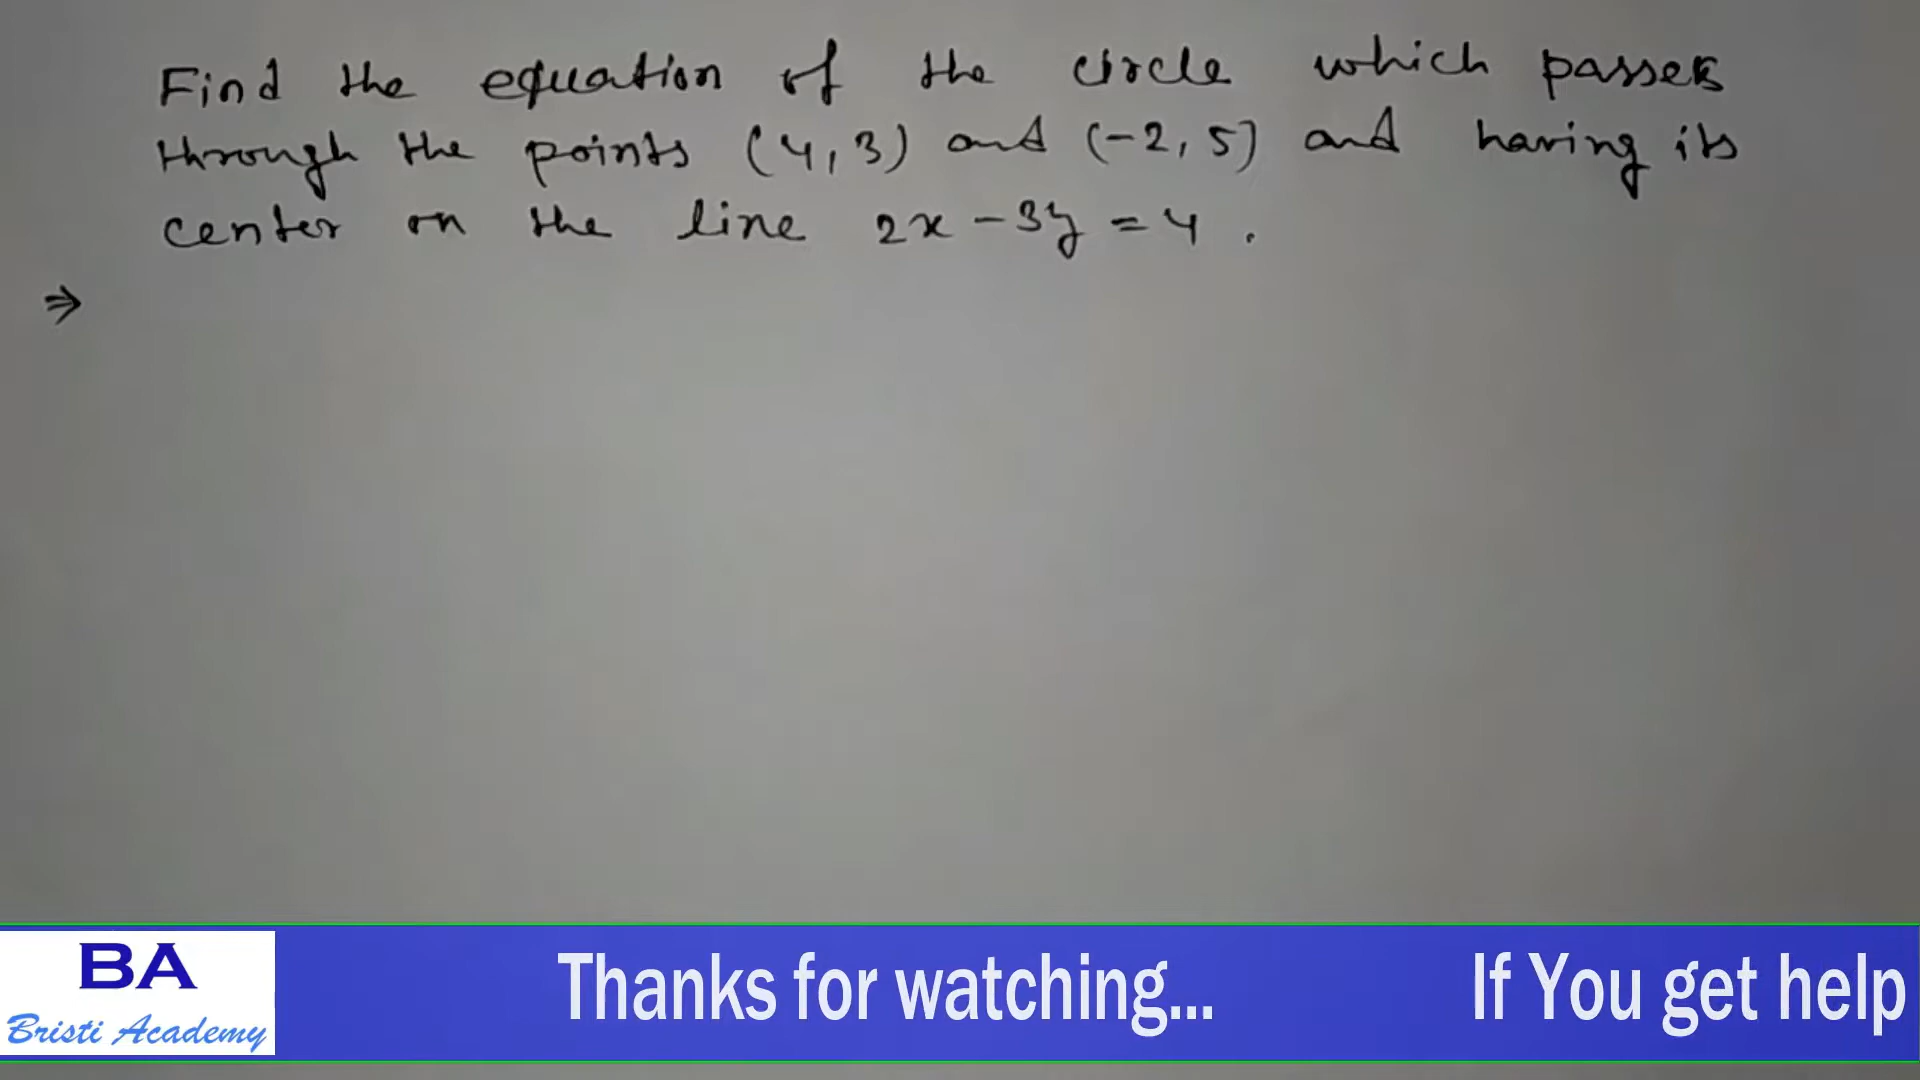 Find the equation of the circle which passes
through the points (4,3) and (-2,5) and having its
center on the line 2x-3y=4.
⇒
BA
Bristi Academy
Thanks for watching...
If You get help